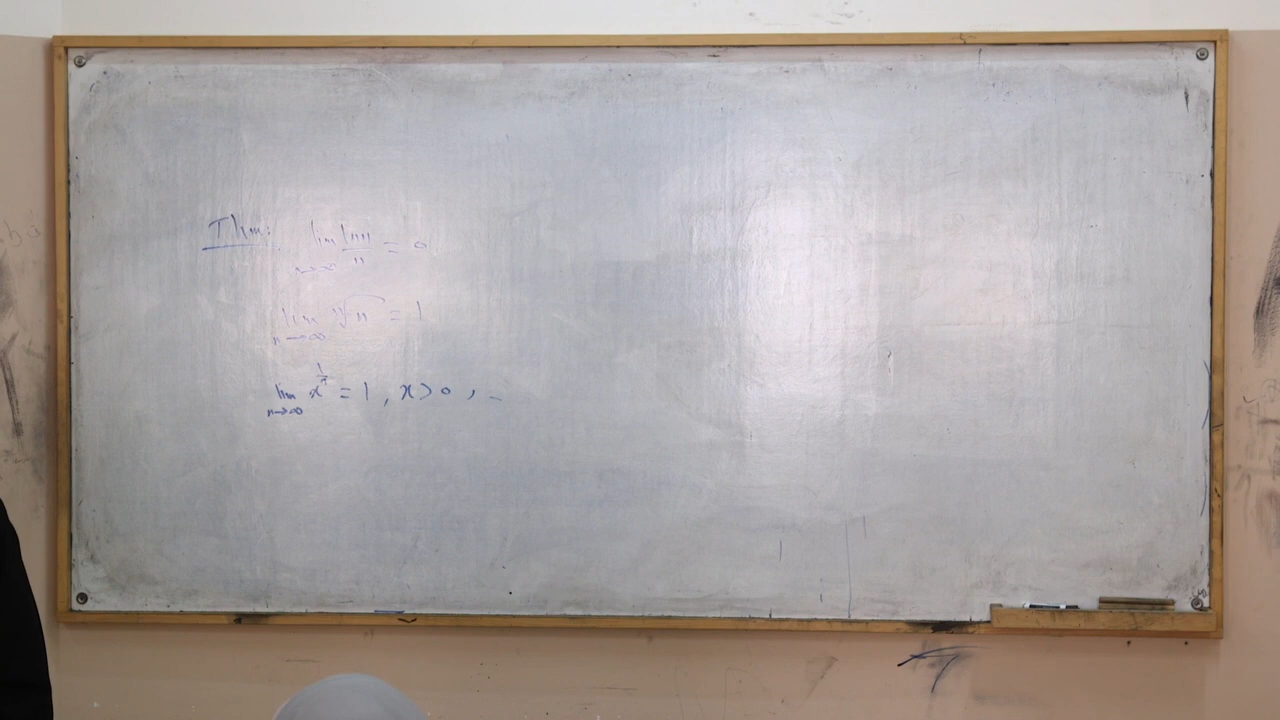 Thm: lim_{n→∞} ln n / n = 0
lim_{n→∞} ⁿ√n = 1
lim_{n→∞} x^{1/n} = 1, x > 0, -